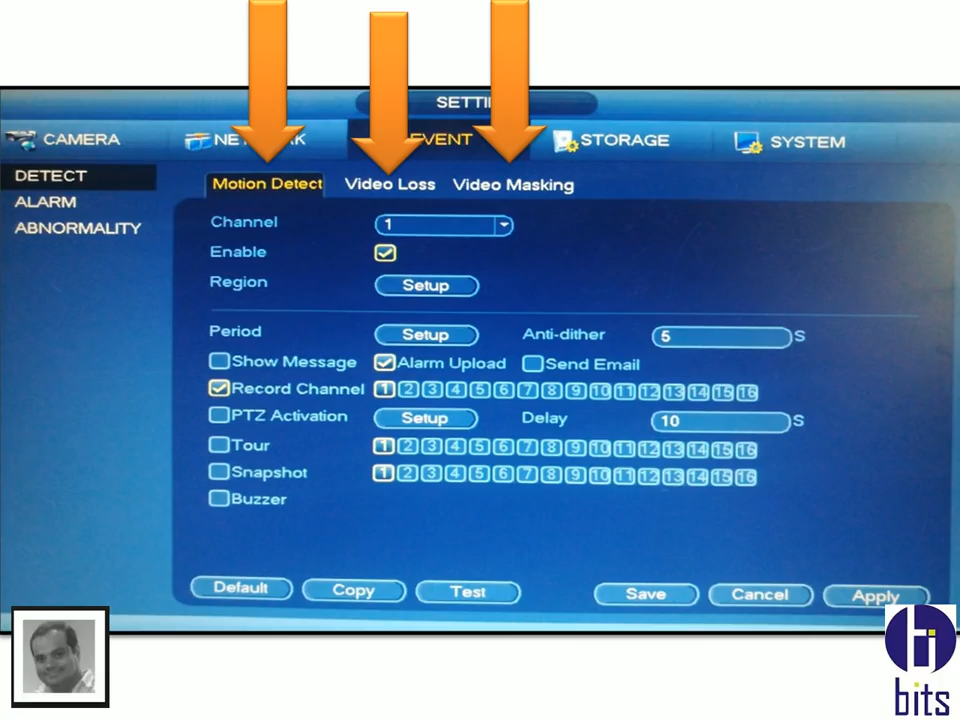 SETTI
CAMERA NE RK EVENT STORAGE SYSTEM
DETECT
ALARM
ABNORMALITY
Motion Detect Video Loss Video Masking
Channel 1
Enable
Region Setup
Period Setup Anti-dither 5 S
Show Message Alarm Upload Send Email
Record Channel 1 2 3 4 5 6 7 8 9 10 11 12 13 14 15 16
PTZ Activation Setup Delay 10 S
Tour 1 2 3 4 5 6 7 8 9 10 11 12 13 14 15 16
Snapshot 1 2 3 4 5 6 7 8 9 10 11 12 13 14 15 16
Buzzer
Default Copy Test Save Cancel Apply
bits